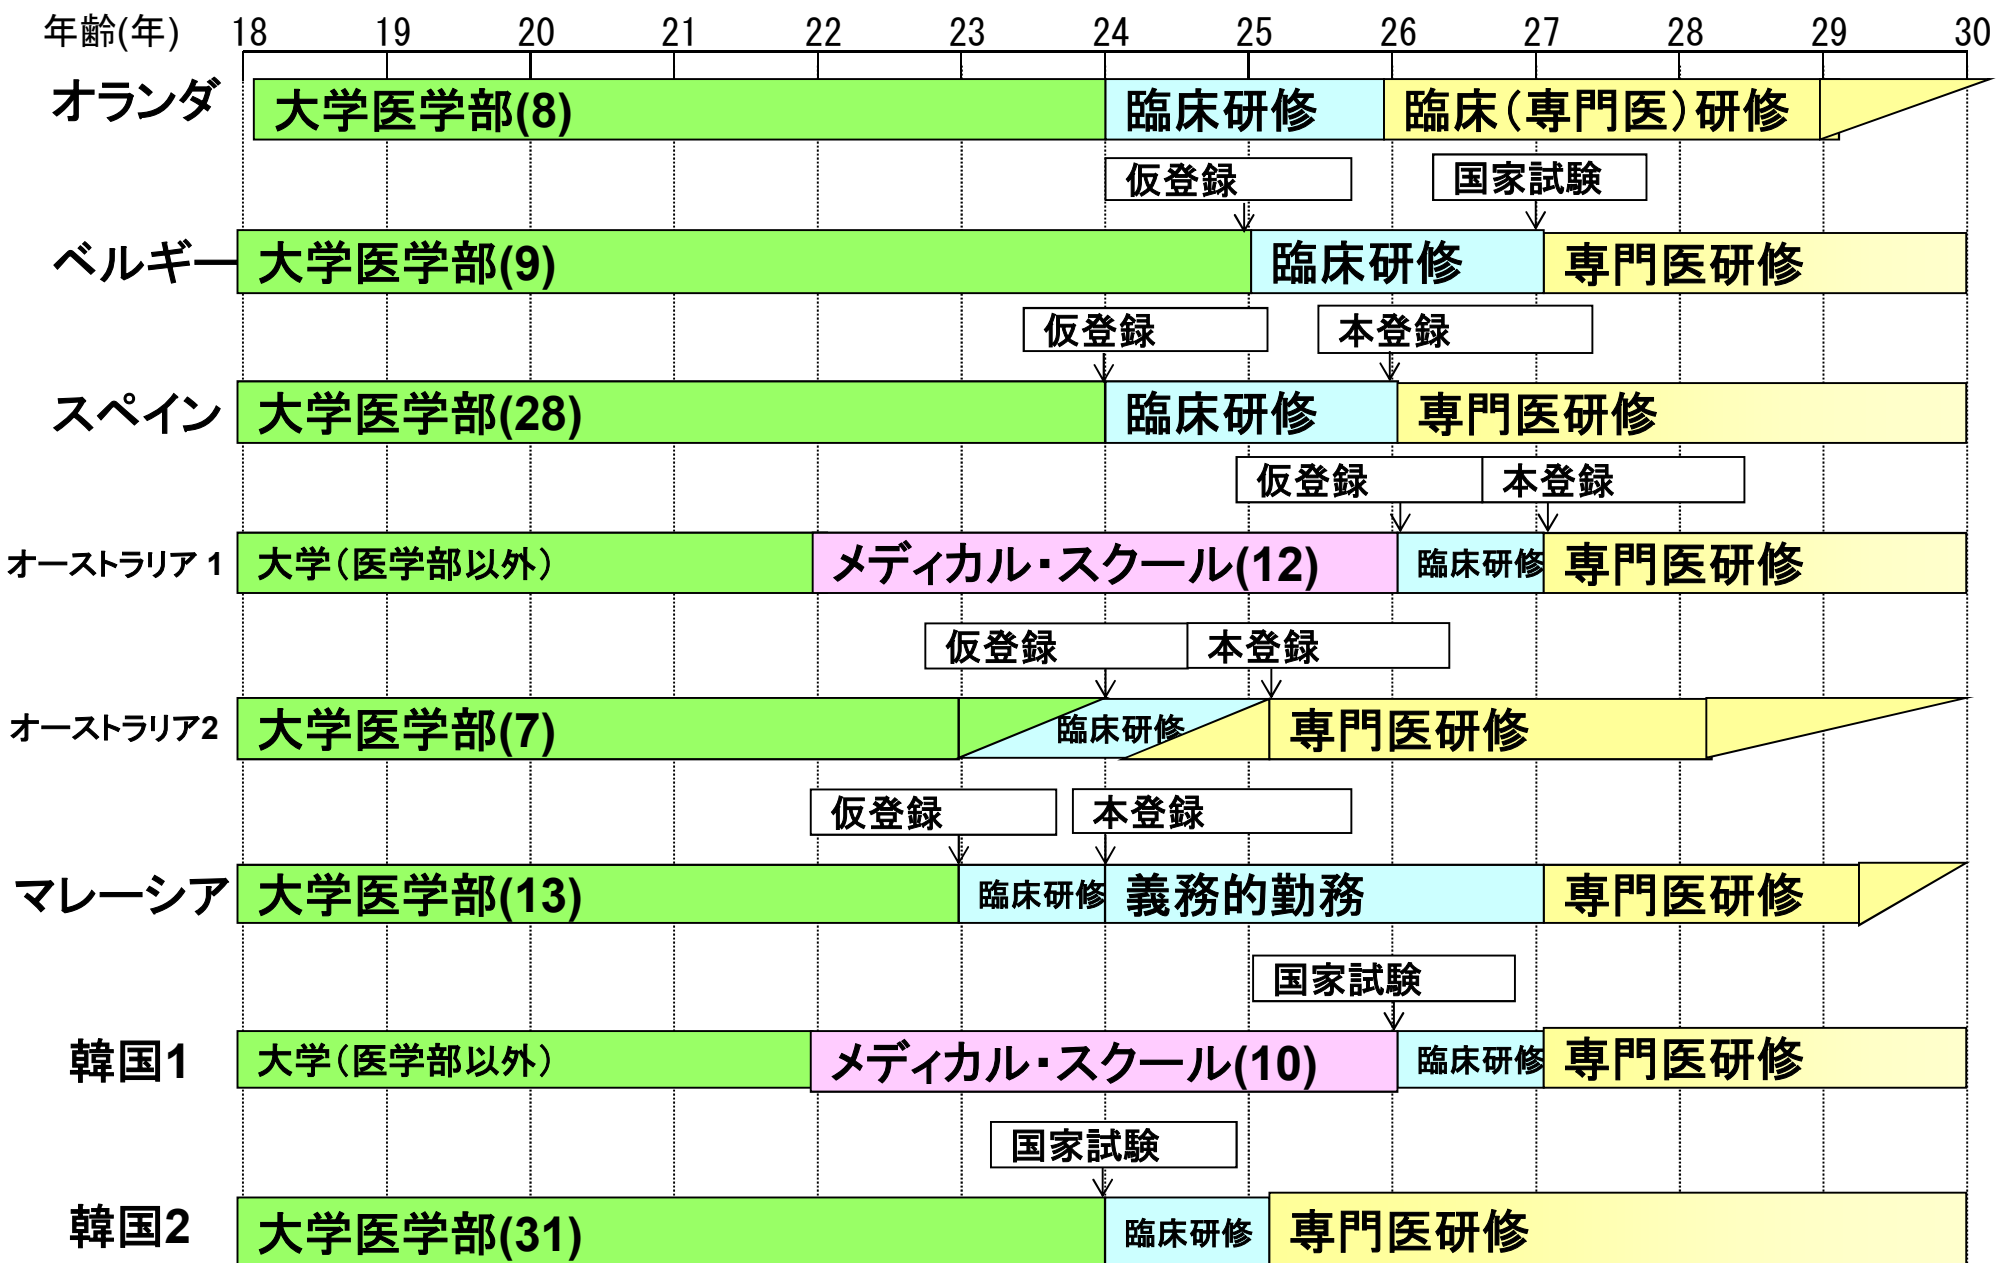 年齢(年) 18 19 20 21 22 23 24 25 26 27 28 29 30
オランダ 大学医学部(8) 臨床研修 臨床(専門医)研修
仮登録 国家試験
ベルギー 大学医学部(9) 臨床研修 専門医研修
仮登録 本登録
スペイン 大学医学部(28) 臨床研修 専門医研修
仮登録 本登録
オーストラリア 1 大学(医学部以外) メディカル・スクール(12) 臨床研修 専門医研修
仮登録 本登録
オーストラリア2 大学医学部(7) 臨床研修 専門医研修
仮登録 本登録
マレーシア 大学医学部(13) 臨床研修 義務的勤務 専門医研修
国家試験
韓国1 大学(医学部以外) メディカル・スクール(10) 臨床研修 専門医研修
国家試験
韓国2 大学医学部(31) 臨床研修 専門医研修